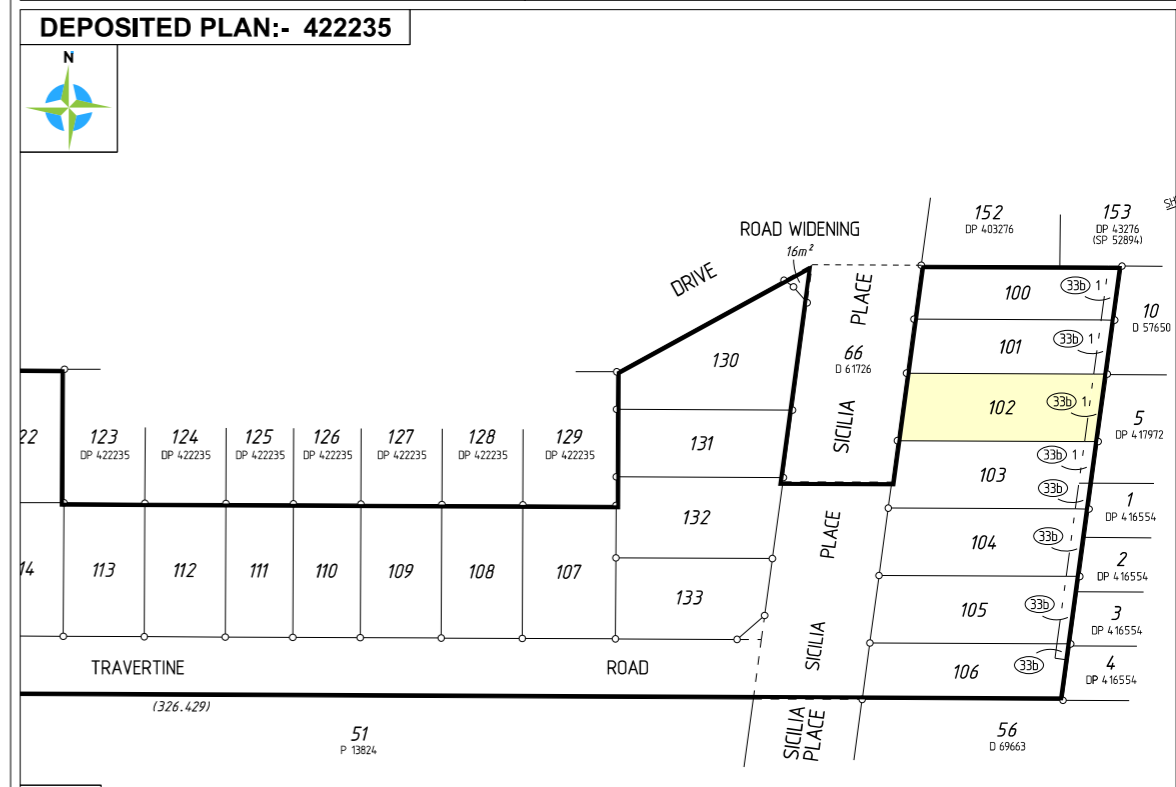 DEPOSITED PLAN:- 422235
N
152
DP 403276
153
DP 43276
(SP 52894)
ROAD WIDENING
16m²
DRIVE
SICILIA PLACE
66
D 61726
100
33b 1
10
D 57650
101
33b 1
130
102
33b 1
5
DP 417972
22
123
DP 422235
124
DP 422235
125
DP 422235
126
DP 422235
127
DP 422235
128
DP 422235
129
DP 422235
131
103
33b 1
33b
1
DP 416554
132
SICILIA PLACE
104
33b
2
DP 416554
14
113
112
111
110
109
108
107
133
105
33b
3
DP 416554
TRAVERTINE ROAD
106
33b
4
DP 416554
(326.429)
51
P 13824
SICILIA
PLACE
56
D 69663